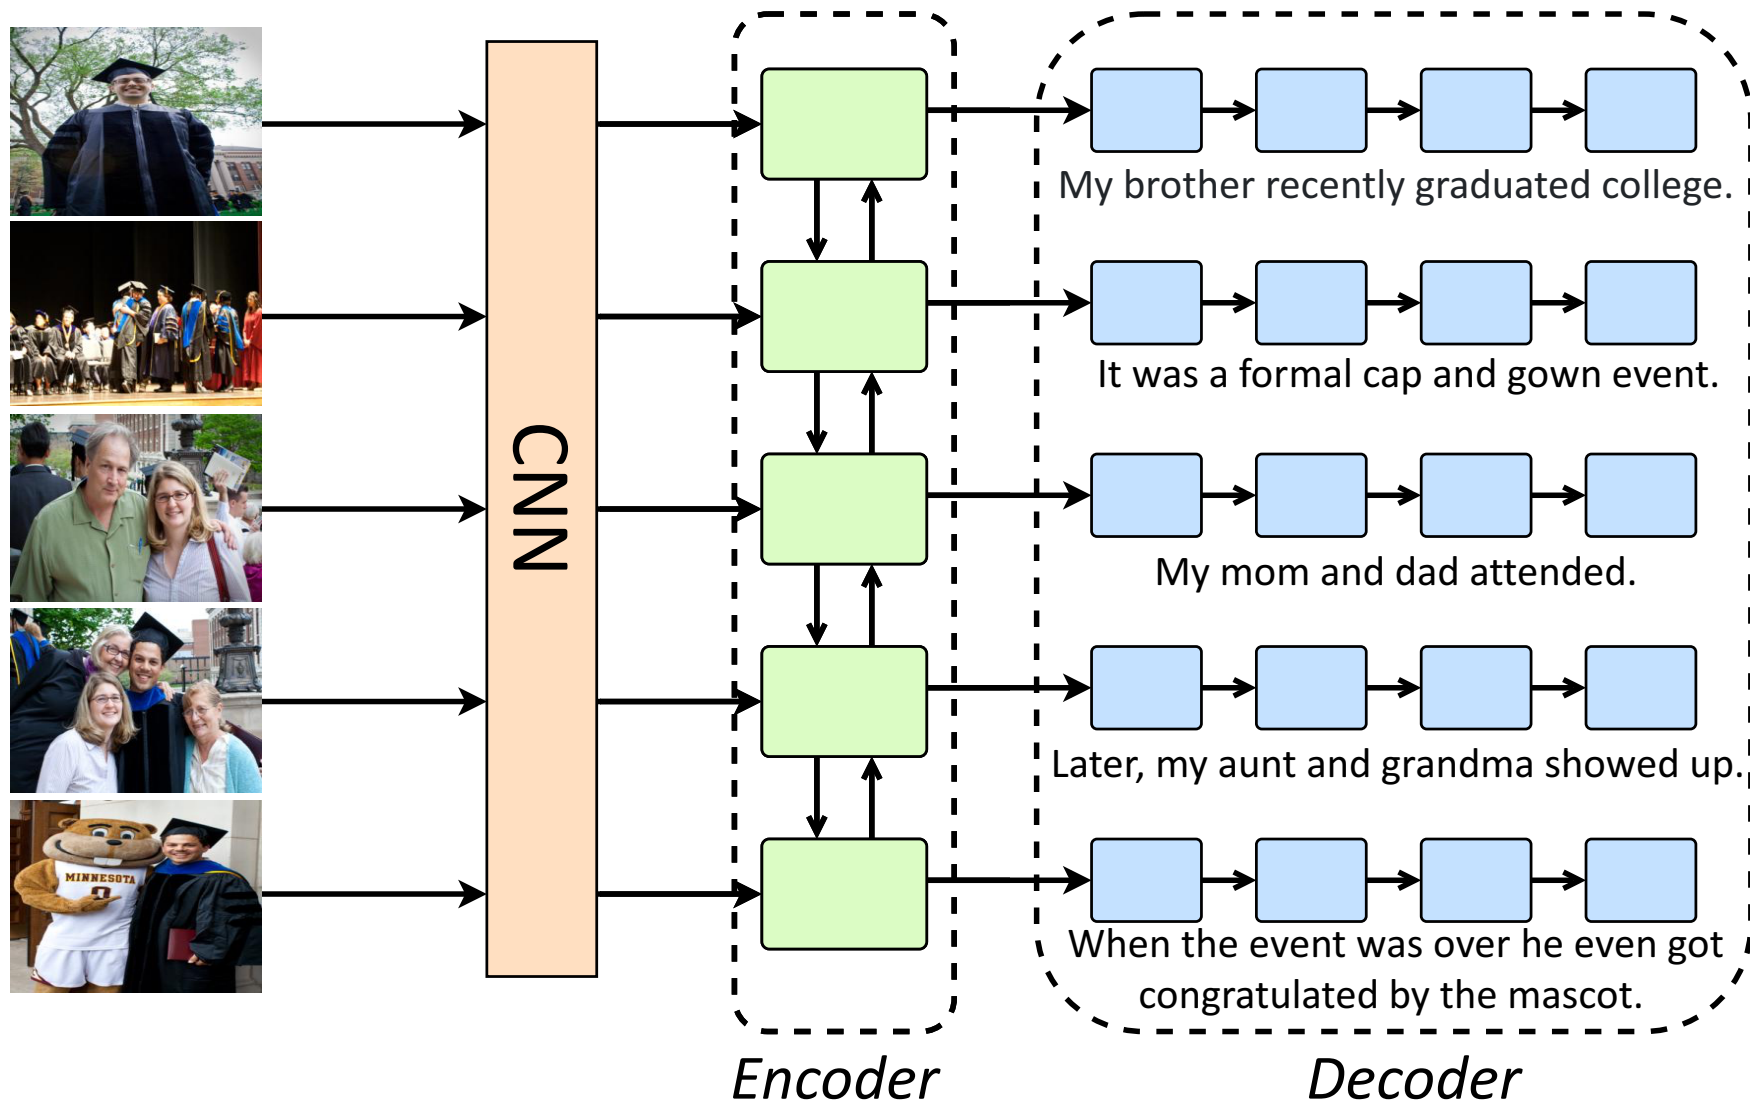 CNN
My brother recently graduated college.
It was a formal cap and gown event.
My mom and dad attended.
Later, my aunt and grandma showed up.
MINNESOTA
When the event was over he even got
congratulated by the mascot.
Encoder
Decoder